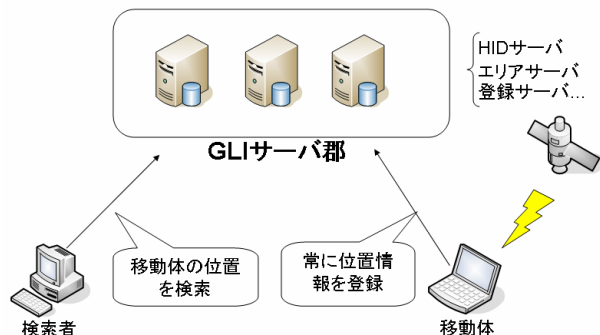 HIDサーバ
エリアサーバ
登録サーバ…
GLIサーバ郡
移動体の位置
を検索
常に位置情
報を登録
検索者
移動体